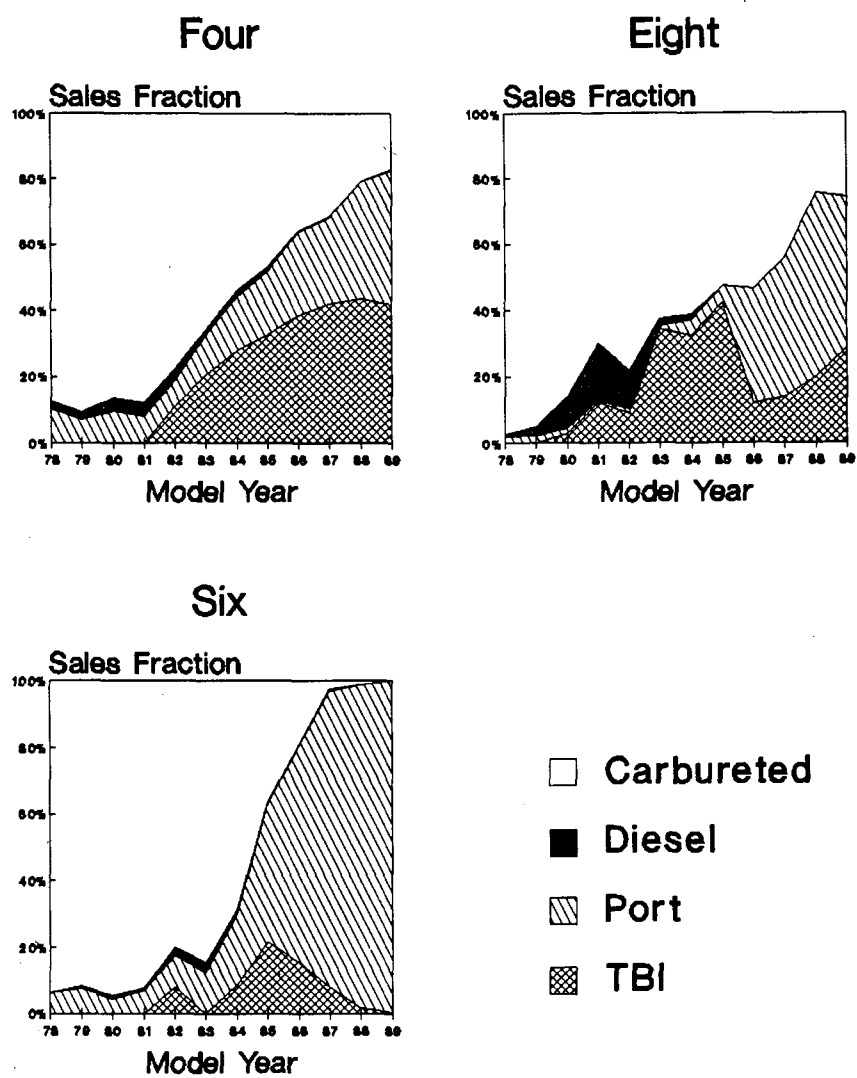 Four
Sales Fraction
100%
80%
60%
40%
20%
0%
78 79 80 81 82 83 84 85 86 87 88 89
Model Year
Eight
Sales Fraction
100%
80%
60%
40%
20%
0%
78 79 80 81 82 83 84 85 86 87 88 89
Model Year
Six
Sales Fraction
100%
80%
60%
40%
20%
0%
78 79 80 81 82 83 84 85 86 87 88 89
Model Year
Carbureted
Diesel
Port
TBI